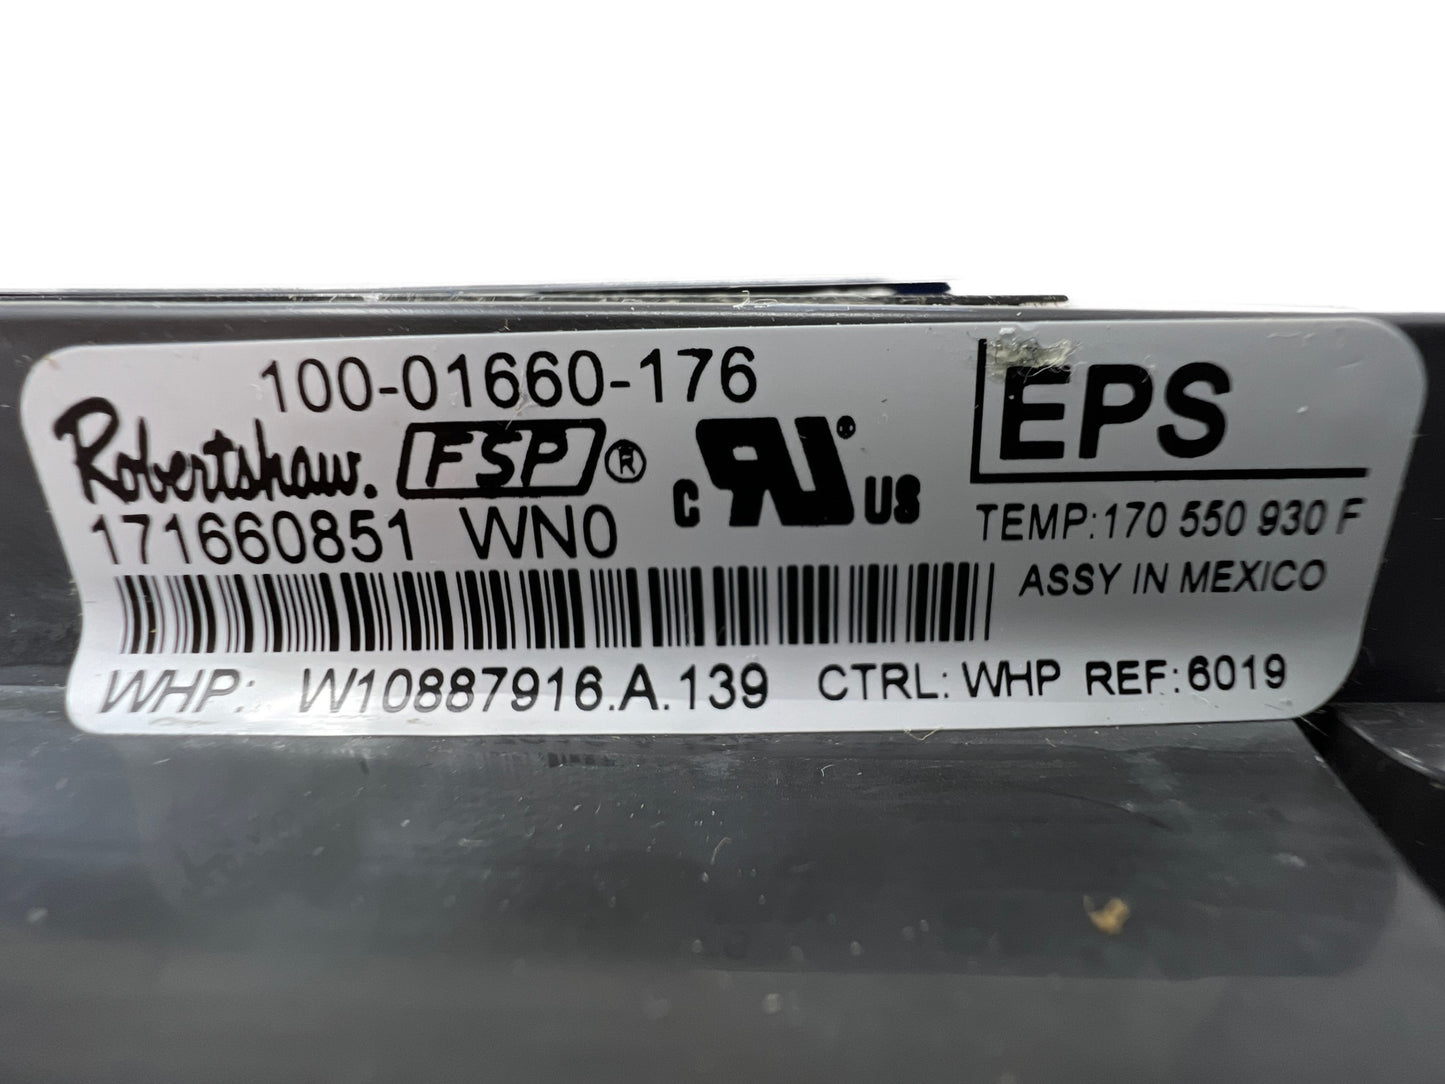 100-01660-176
Robertshaw. FSP®
C RU® US
EPS
171660851 WN0
TEMP:170 550 930 F
ASSY IN MEXICO
WHP: W10887916.A.139 CTRL: WHP REF:6019